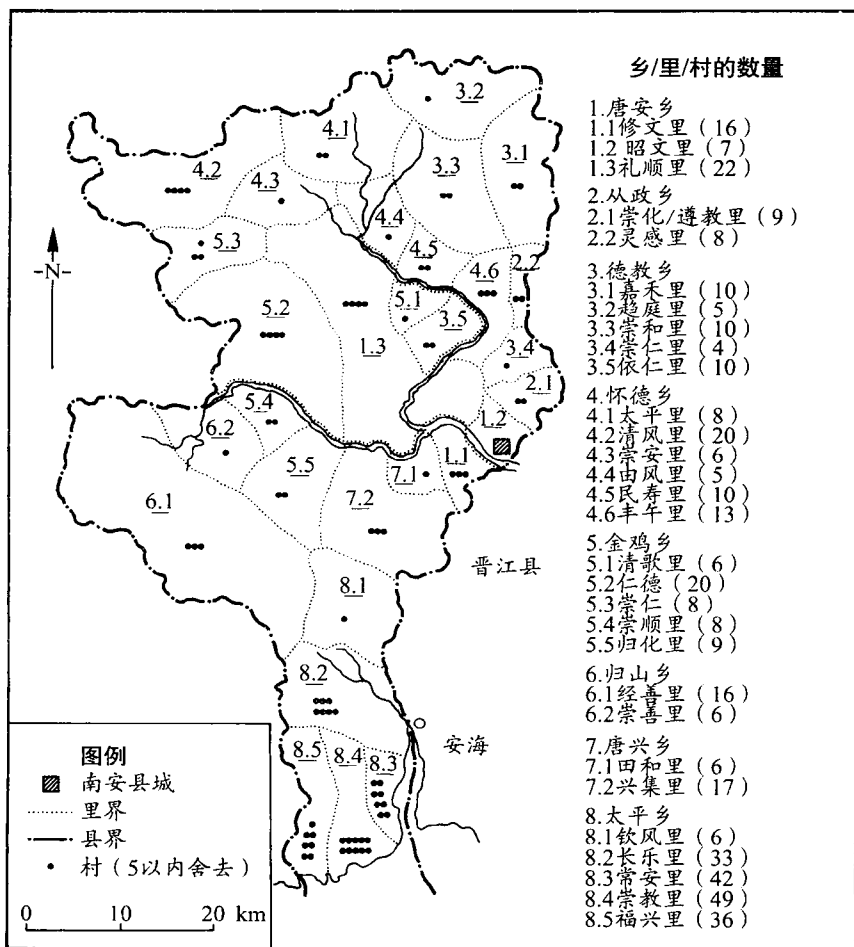 乡/里/村的数量
1.唐安乡
1.1修文里(16)
1.2 昭文里(7)
1.3礼顺里(22)
2.从政乡
2.1崇化/遵教里(9)
2.2灵感里(8)
3.德教乡
3.1嘉禾里(10)
3.2趋庭里(5)
3.3崇和里(10)
3.4崇仁里(4)
3.5依仁里(10)
4.怀德乡
4.1太平里(8)
4.2清风里(20)
4.3崇安里(6)
4.4由风里(5)
4.5民寿里(10)
4.6丰午里(13)
5.金鸡乡
5.1清歌里(6)
5.2仁德(20)
5.3崇仁(8)
5.4崇顺里(8)
5.5归化里(9)
6.归山乡
6.1经善里(16)
6.2崇善里(6)
7.唐兴乡
7.1田和里(6)
7.2兴集里(17)
8.太平乡
8.1钦风里(6)
8.2长乐里(33)
8.3常安里(42)
8.4崇教里(49)
8.5福兴里(36)
3.2
4.1
3.1
3.3
4.2
4.3
4.4
5.3
4.5
2.2
4.6
-N-
5.2
5.1
3.5
1.3
3.4
2.1
5.4
1.2
6.2
5.5
7.1
1.1
6.1
7.2
晋江县
8.1
8.2
安海
8.5
8.4
8.3
图例
南安县城
里界
县界
村(5以内舍去)
0 10 20 km